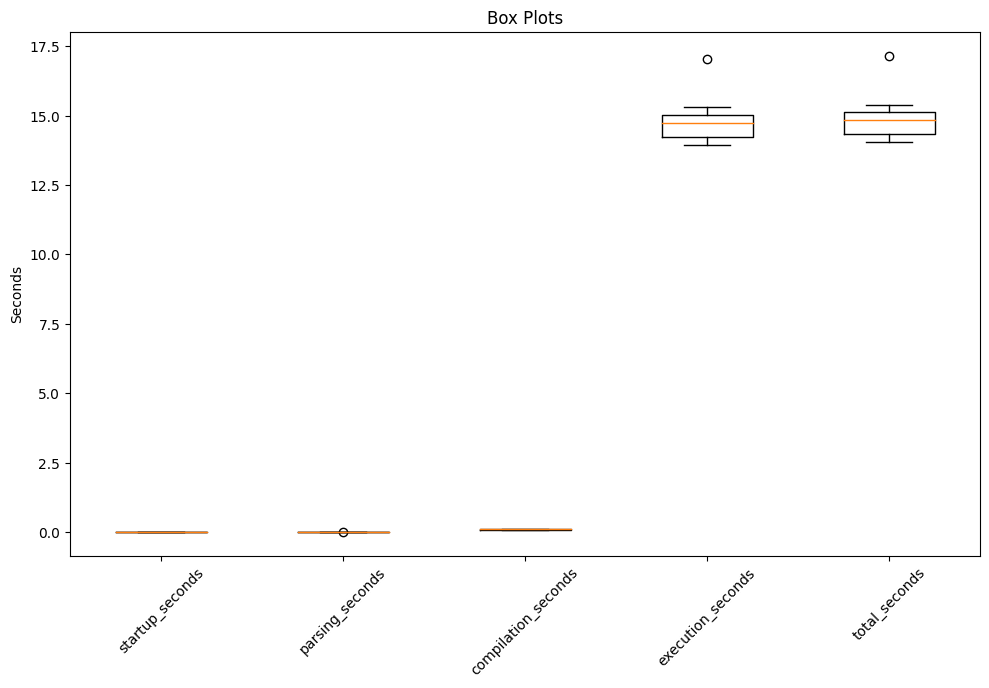 Box Plots
Seconds
17.5
15.0
12.5
10.0
7.5
5.0
2.5
0.0
startup_seconds
parsing_seconds
compilation_seconds
execution_seconds
total_seconds